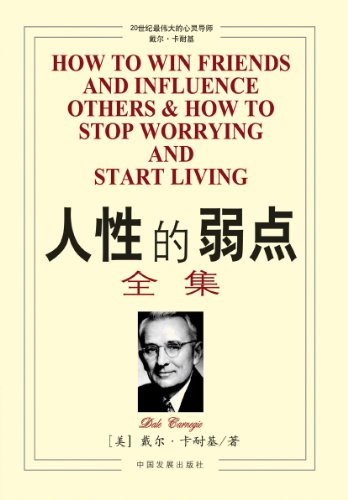 20世纪最伟大的心灵导师
戴尔·卡耐基
HOW TO WIN FRIENDS
AND INFLUENCE
OTHERS & HOW TO
STOP WORRYING
AND
START LIVING
人性的弱点
全集
Dale Carnegie
[美] 戴尔·卡耐基/著
中国发展出版社